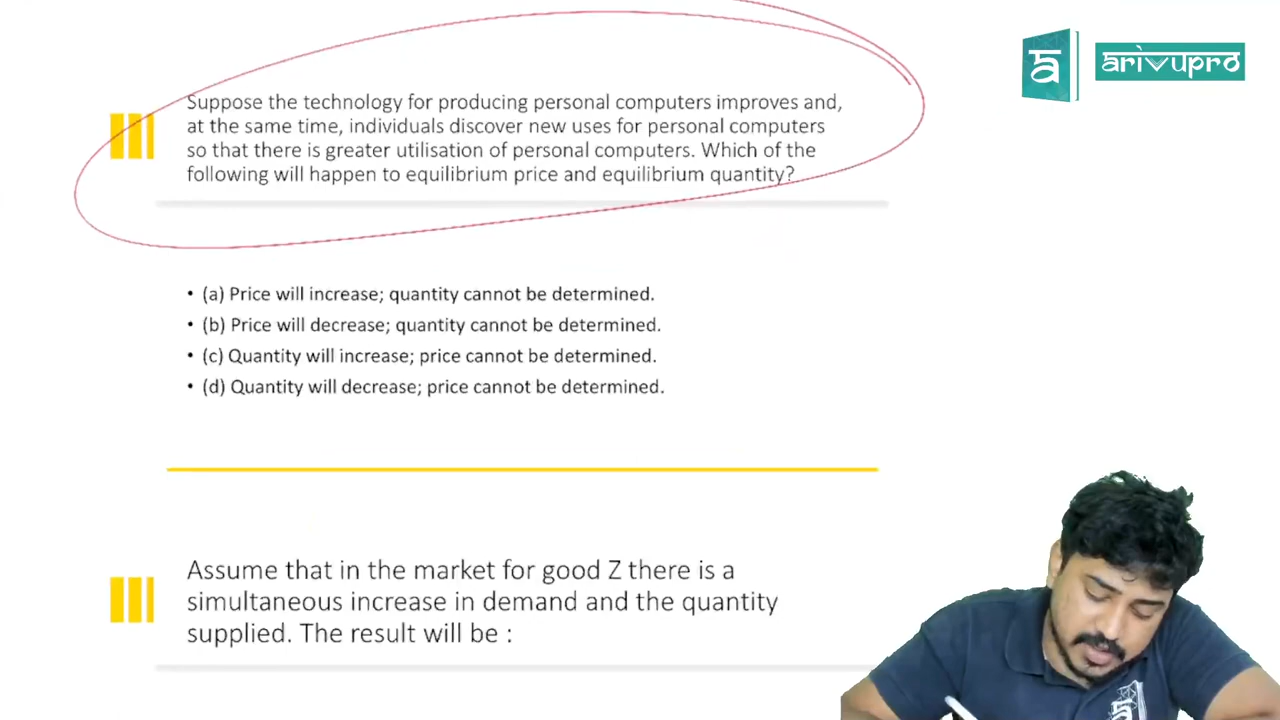 arivupro
Suppose the technology for producing personal computers improves and,
at the same time, individuals discover new uses for personal computers
so that there is greater utilisation of personal computers. Which of the
following will happen to equilibrium price and equilibrium quantity?
• (a) Price will increase; quantity cannot be determined.
• (b) Price will decrease; quantity cannot be determined.
• (c) Quantity will increase; price cannot be determined.
• (d) Quantity will decrease; price cannot be determined.
Assume that in the market for good Z there is a
simultaneous increase in demand and the quantity
supplied. The result will be :